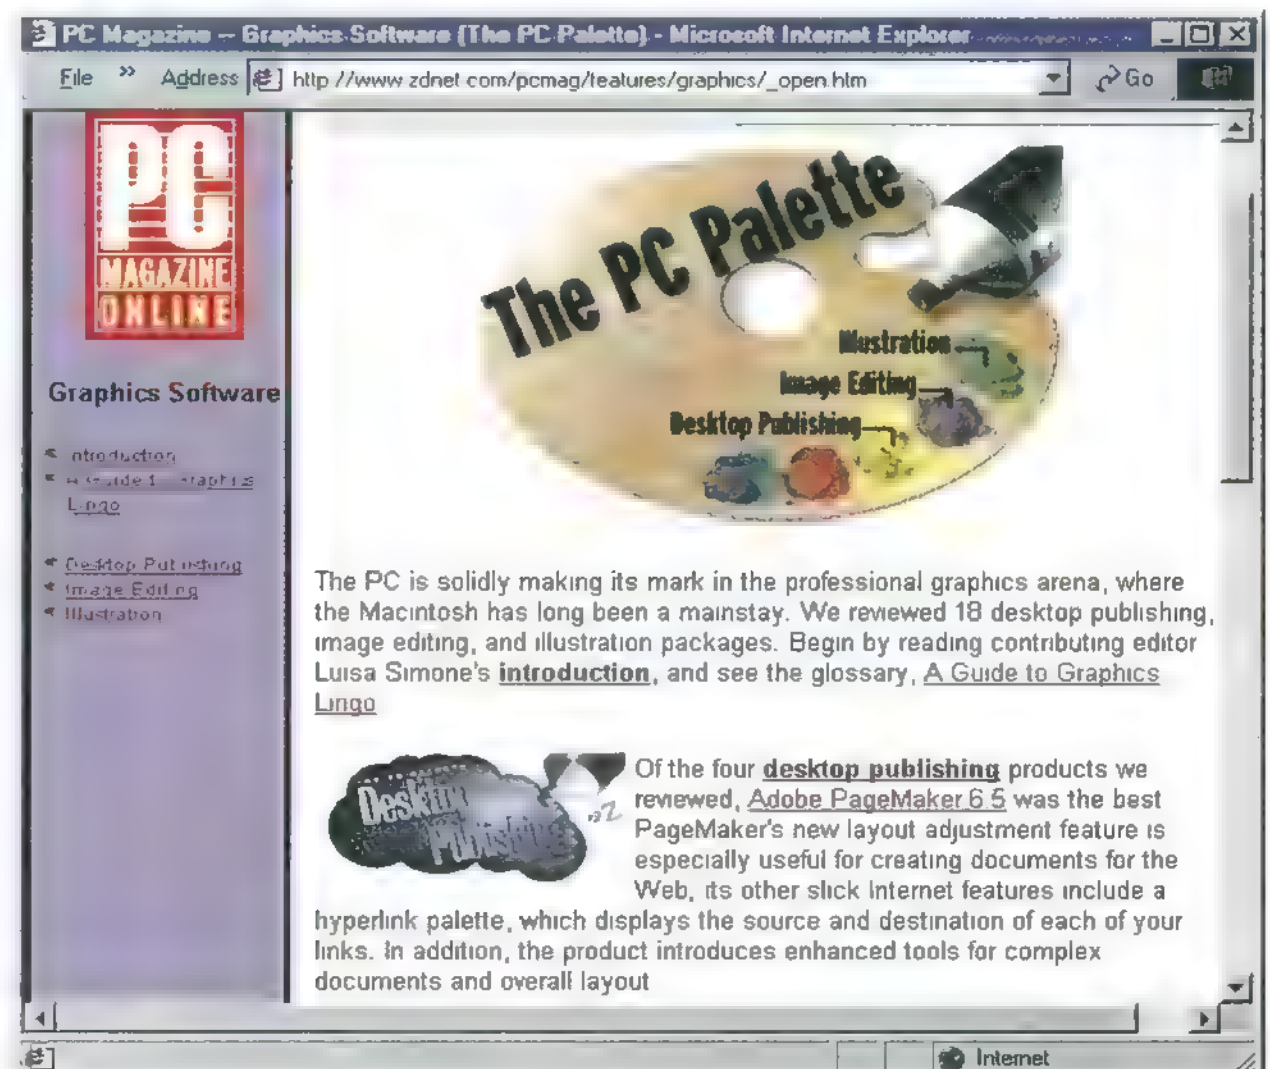 PC Magazine -- Graphics Software (The PC Palette) - Microsoft Internet Explorer
File » Address http //www zdnet com/pcmag/features/graphics/_open.htm Go
PC
MAGAZINE
ONLINE
Graphics Software
ntroduction
Lingo
Desktop Publishing
Image Editing
Illustration
The PC Palette
Illustration
Image Editing
Desktop Publishing
The PC is solidly making its mark in the professional graphics arena, where
the Macintosh has long been a mainstay. We reviewed 18 desktop publishing,
image editing, and illustration packages. Begin by reading contributing editor
Luisa Simone's introduction, and see the glossary, A Guide to Graphics
Lingo
Desktop
Publishing
Of the four desktop publishing products we
reviewed, Adobe PageMaker 6 5 was the best
PageMaker's new layout adjustment feature is
especially useful for creating documents for the
Web, its other slick Internet features include a
hyperlink palette, which displays the source and destination of each of your
links. In addition, the product introduces enhanced tools for complex
documents and overall layout
Internet